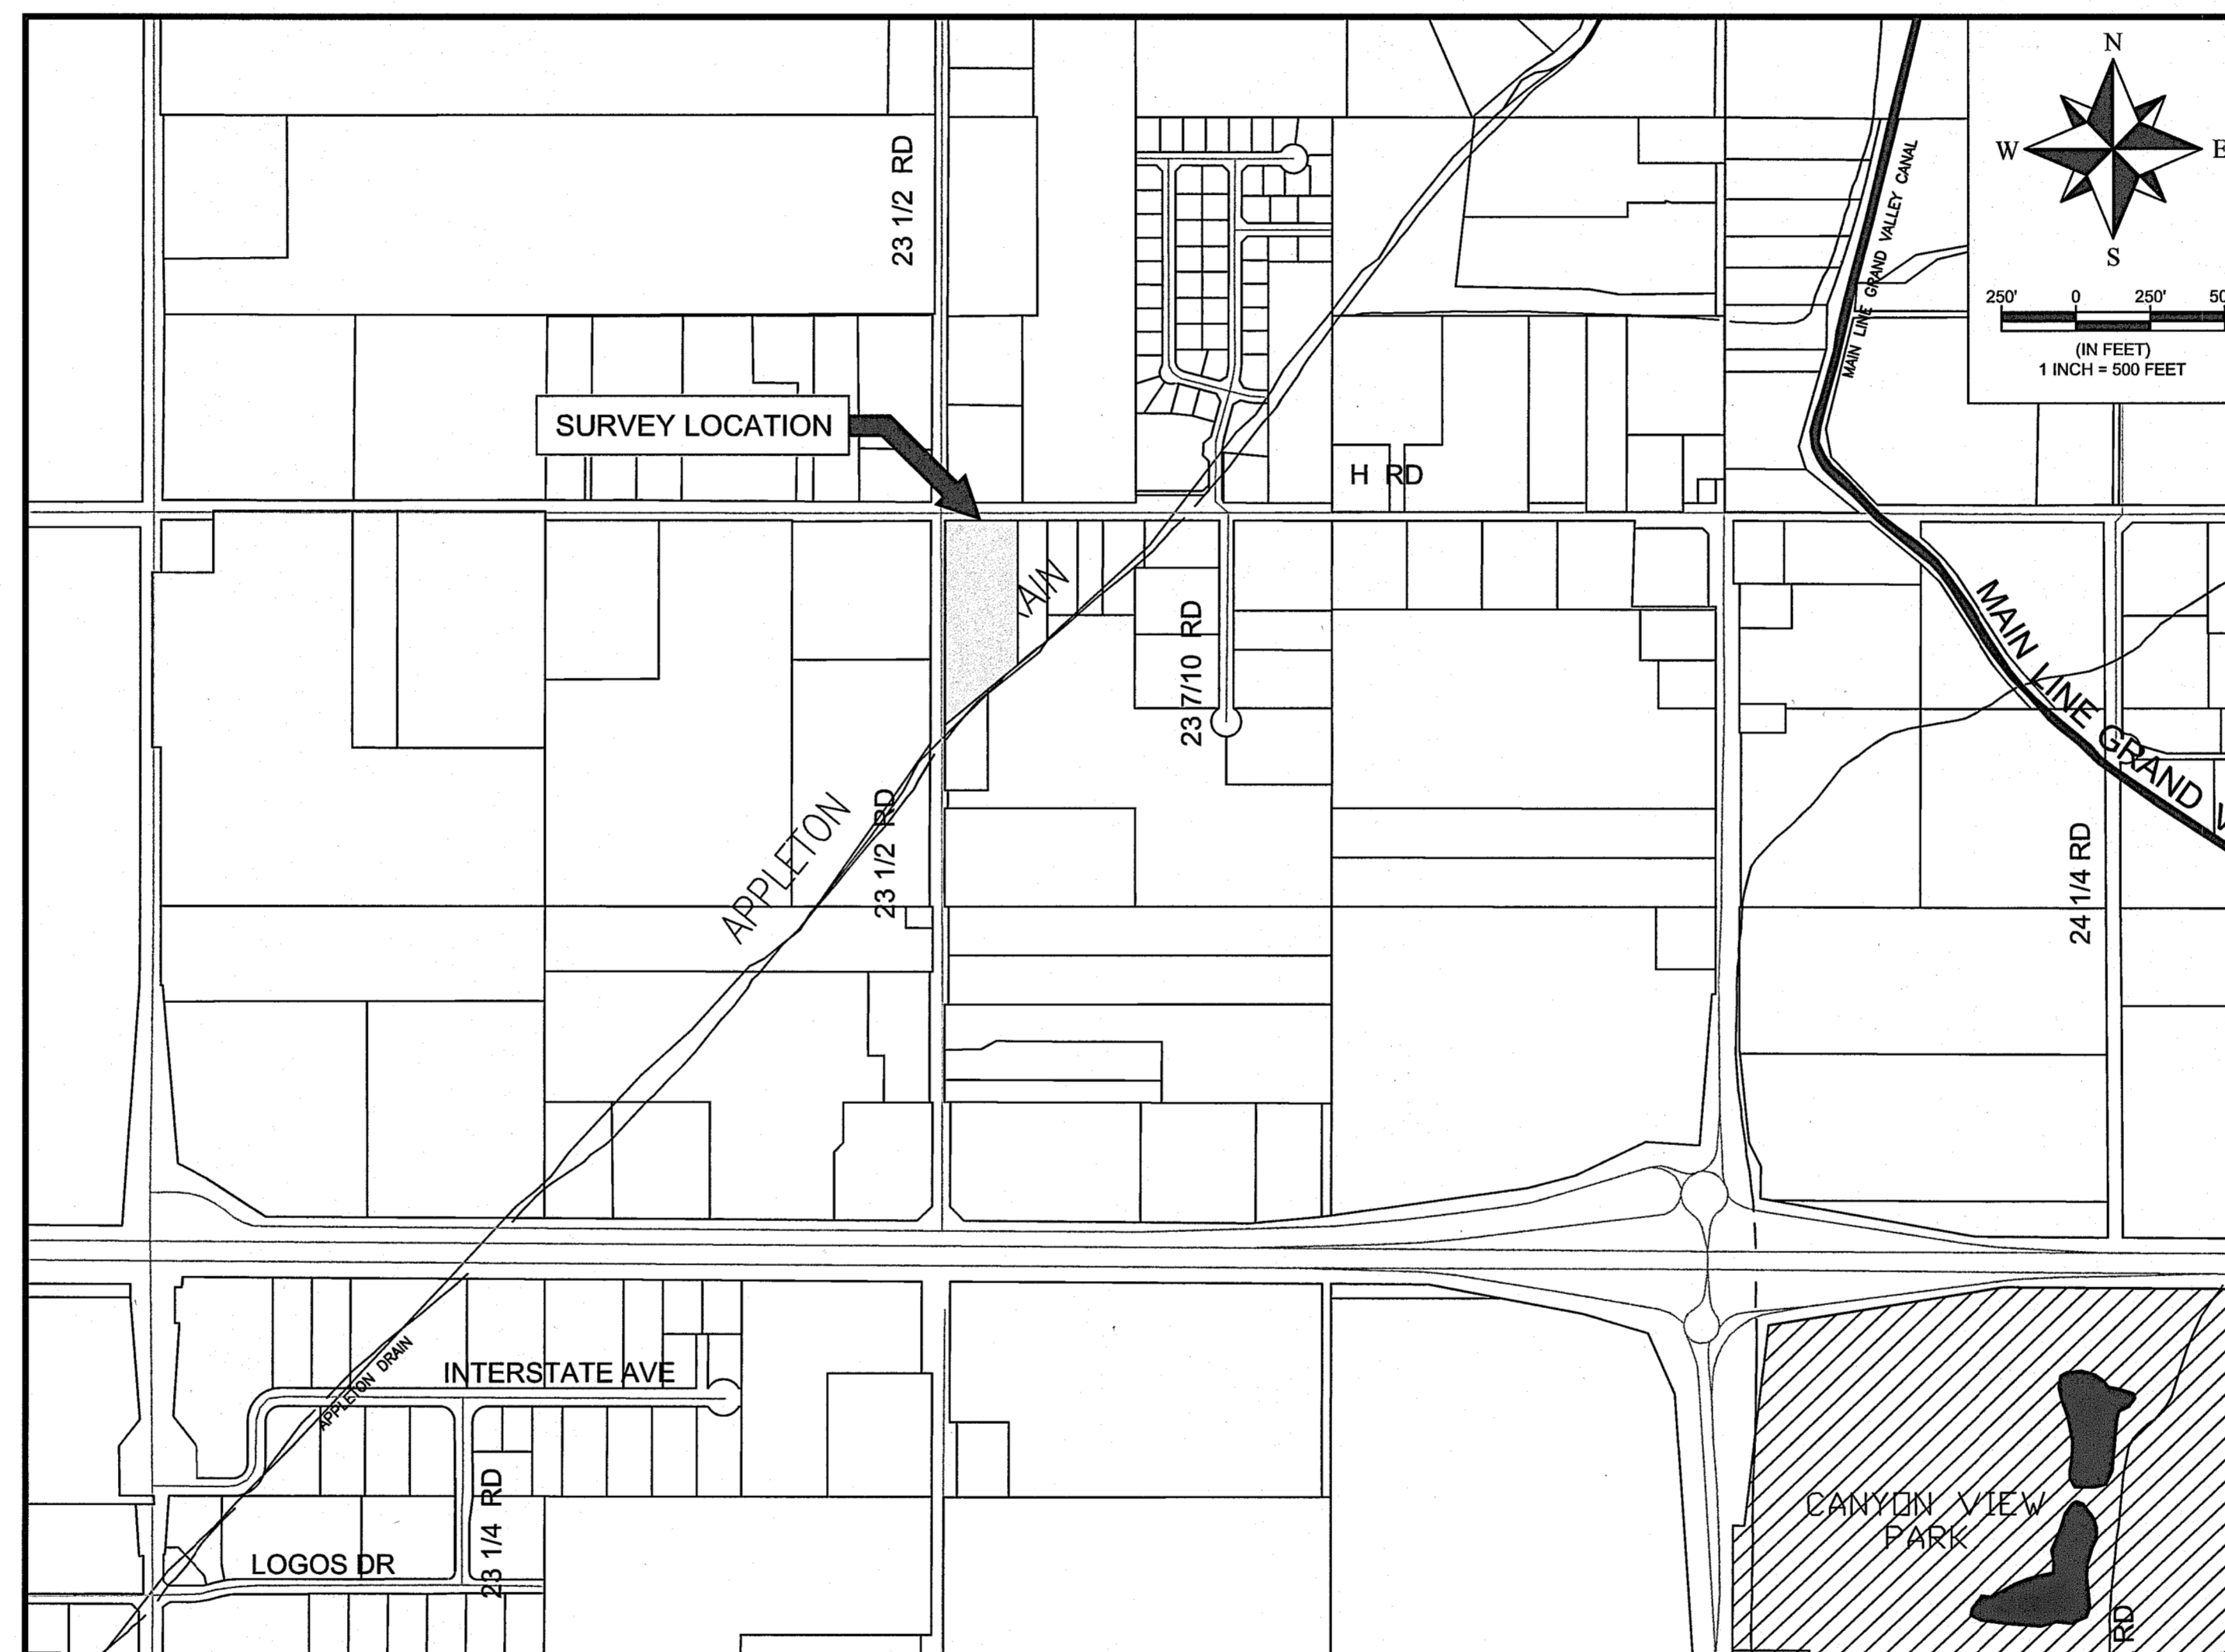 N
W
E
S
250'
0
250'
(IN FEET)
1 INCH = 500 FEET
23 1/2 RD
MAIN LINE GRAND VALLEY CANAL
SURVEY LOCATION
H RD
AIN
23 7/10 RD
MAIN LINE GRAND
APPLETON
23 1/2 RD
24 1/4 RD
APPLETON DRAIN
INTERSTATE AVE
23 1/4 RD
LOGOS DR
CANYON VIEW
PARK
RD